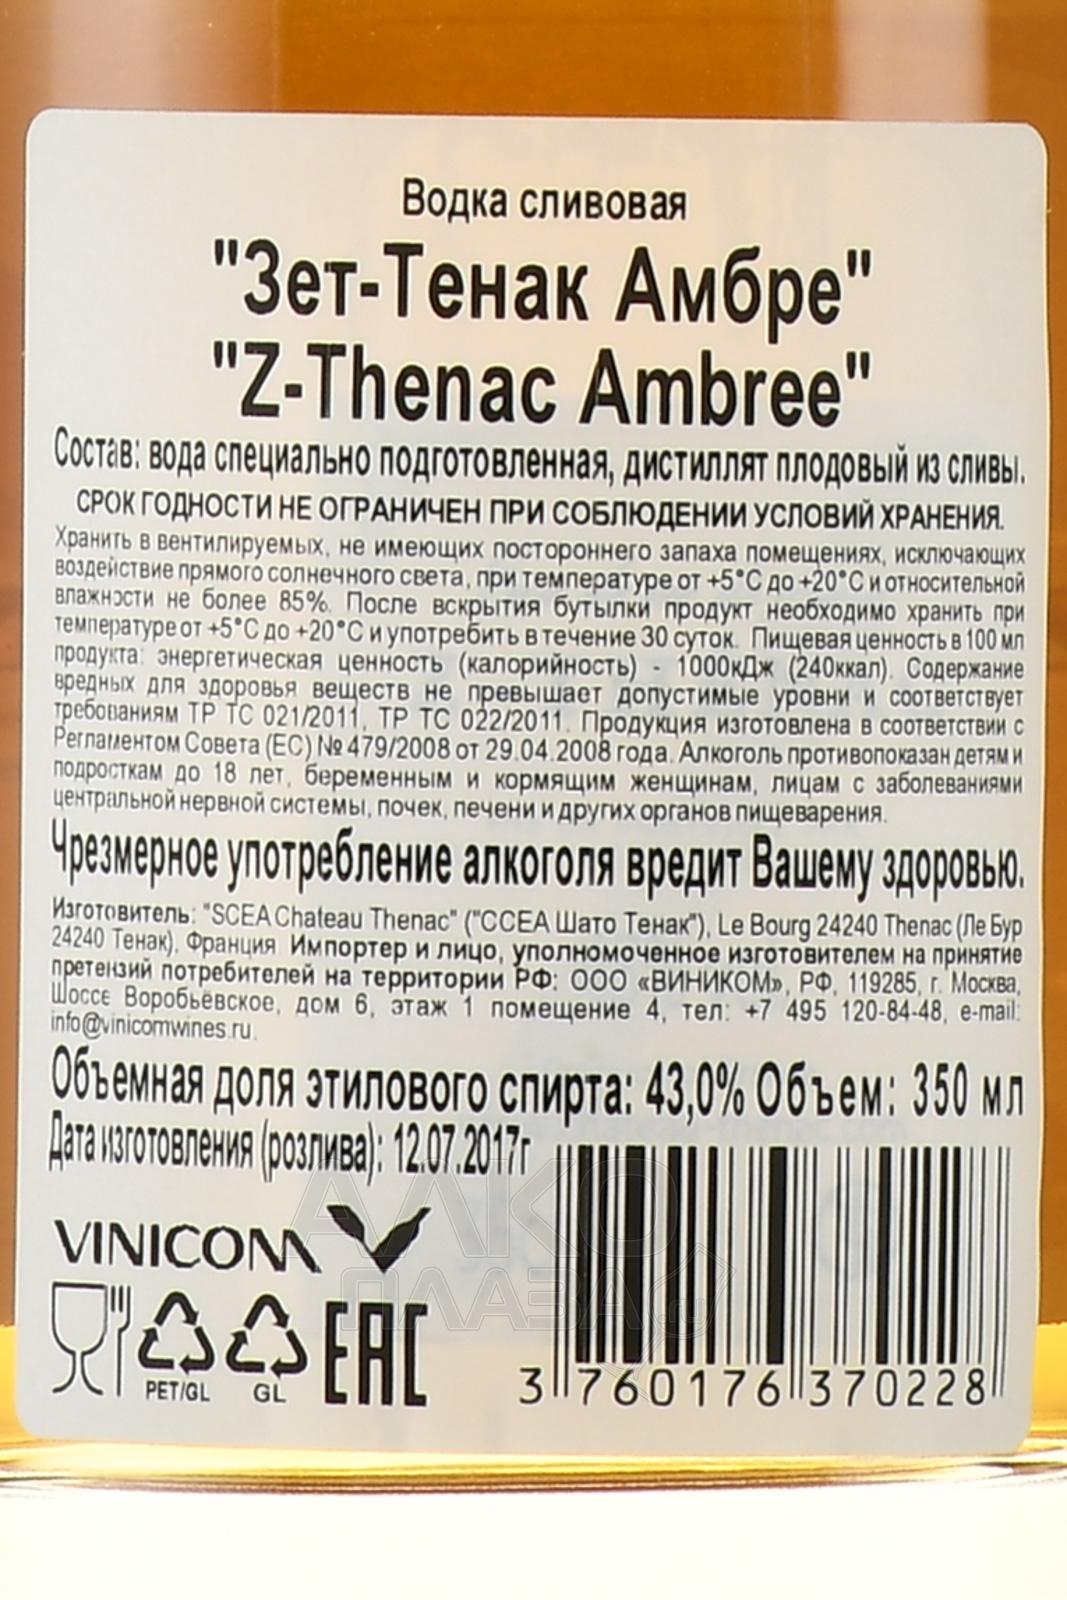 Водка сливовая
"Зет-Тенак Амбре"
"Z-Thenac Ambree"
Состав: вода специально подготовленная, дистиллят плодовый из сливы.
СРОК ГОДНОСТИ НЕ ОГРАНИЧЕН ПРИ СОБЛЮДЕНИИ УСЛОВИЙ ХРАНЕНИЯ.
Хранить в вентилируемых, не имеющих постороннего запаха помещениях, исключающих
воздействие прямого солнечного света, при температуре от +5°С до +20°С и относительной
влажности не более 85%. После вскрытия бутылки продукт необходимо хранить при
температуре от +5°С до +20°С и употребить в течение 30 суток. Пищевая ценность в 100 мл
продукта: энергетическая ценность (калорийность) - 1000кДж (240ккал). Содержание
вредных для здоровья веществ не превышает допустимые уровни и соответствует
требованиям ТР ТС 021/2011, ТР ТС 022/2011. Продукция изготовлена в соответствии с
Регламентом Совета (ЕС) № 479/2008 от 29.04.2008 года. Алкоголь противопоказан детям и
подросткам до 18 лет, беременным и кормящим женщинам, лицам с заболеваниями
центральной нервной системы, почек, печени и других органов пищеварения.
Чрезмерное употребление алкоголя вредит Вашему здоровью.
Изготовитель: "SCEA Chateau Thenac" ("ССЕА Шато Тенак"), Le Bourg 24240 Thenac (Ле Бур
24240 Тенак), Франция. Импортер и лицо, уполномоченное изготовителем на принятие
претензий потребителей на территории РФ: ООО «ВИНИКОМ», РФ, 119285, г. Москва,
Шоссе Воробьёвское, дом 6, этаж 1 помещение 4, тел: +7 495 120-84-48, e-mail:
info@vinicomwines.ru.
Объемная доля этилового спирта: 43,0% Объем: 350 мл
Дата изготовления (розлива): 12.07.2017г
VINICOM
PET/GL GL EAC
3 760176 370228
АЛКО
ПЛАЗА.ru